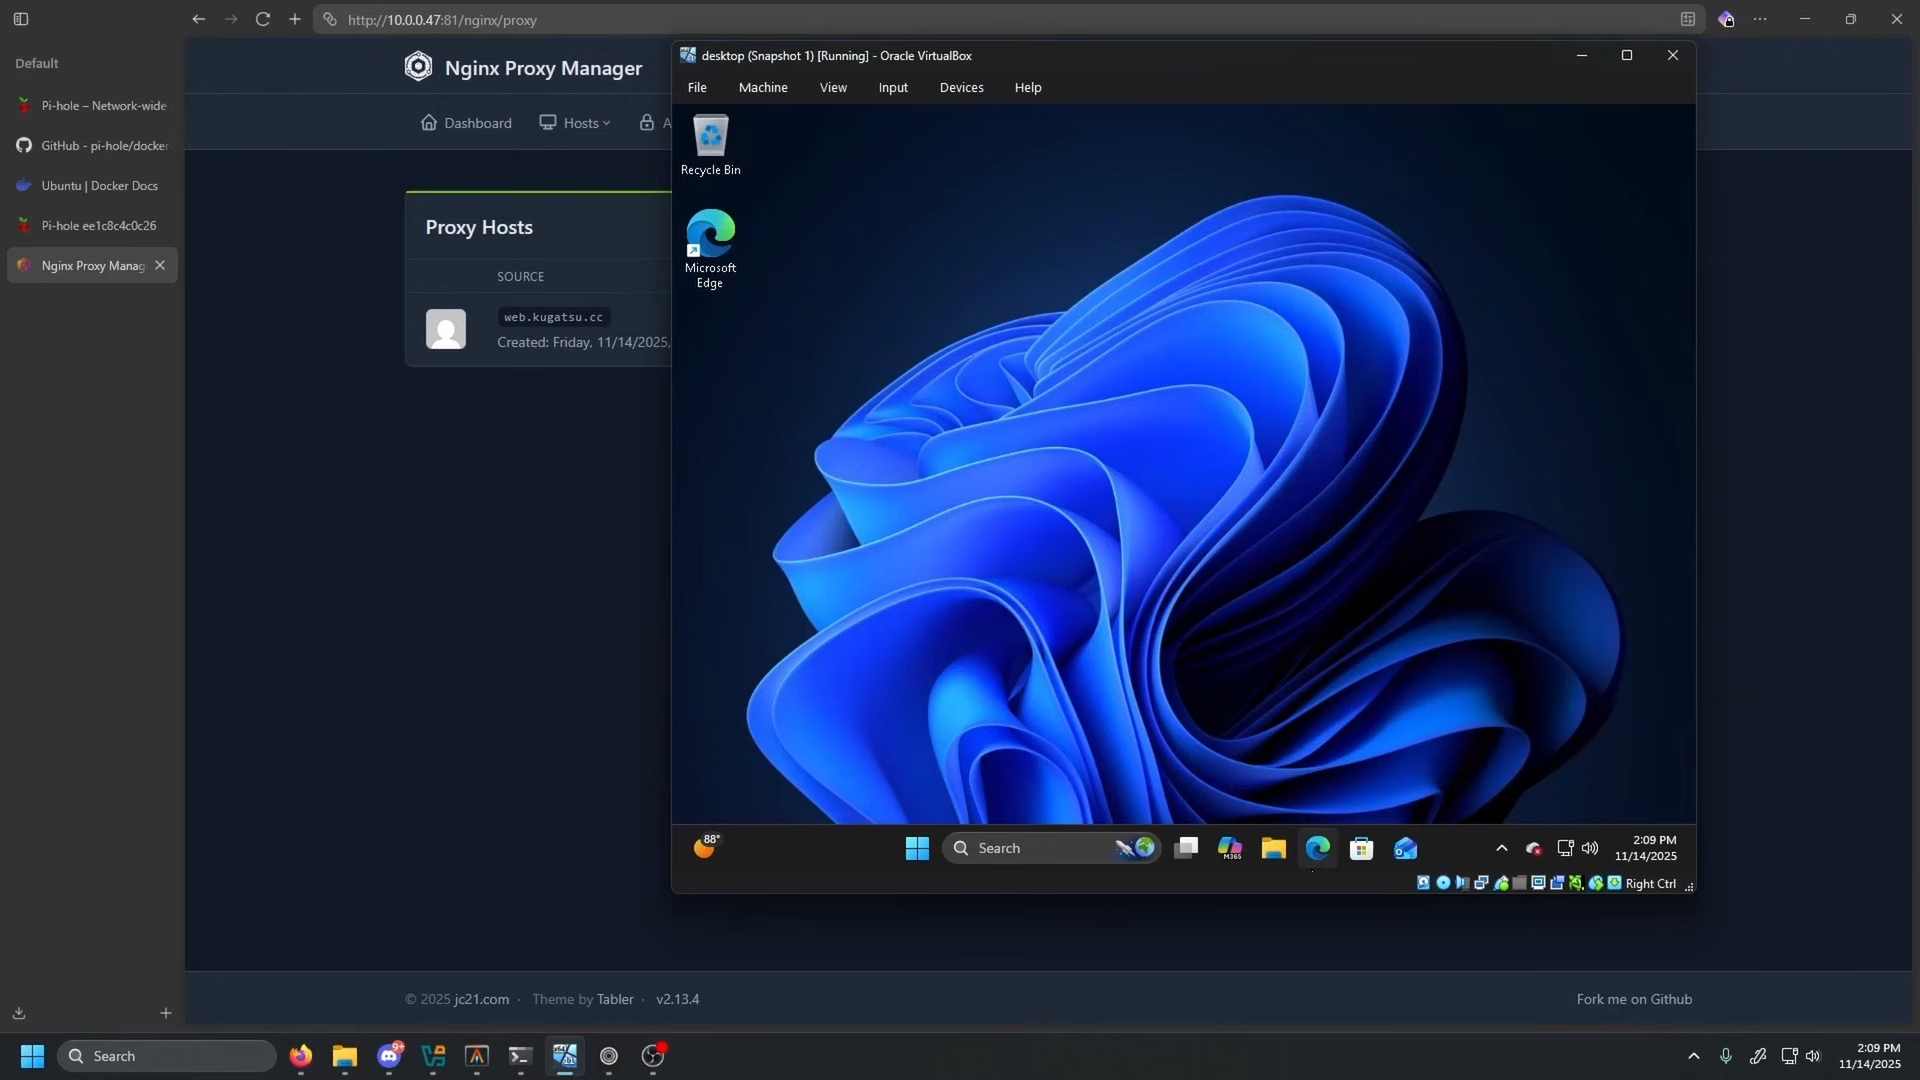 http://10.0.0.47:81/nginx/proxy
Default
Pi-hole – Network-wide
GitHub - pi-hole/docker
Ubuntu | Docker Docs
Pi-hole ee1c8c4c0c26
Nginx Proxy Manag
Nginx Proxy Manager
Dashboard
Hosts
A
Proxy Hosts
SOURCE
web.kugatsu.cc
Created: Friday, 11/14/2025,
desktop (Snapshot 1) [Running] - Oracle VirtualBox
File Machine View Input Devices Help
Recycle Bin
Microsoft
Edge
88°
Search
M365
2:09 PM
11/14/2025
Right Ctrl
© 2025 jc21.com · Theme by Tabler · v2.13.4
Fork me on Github
Search
9+
2:09 PM
11/14/2025